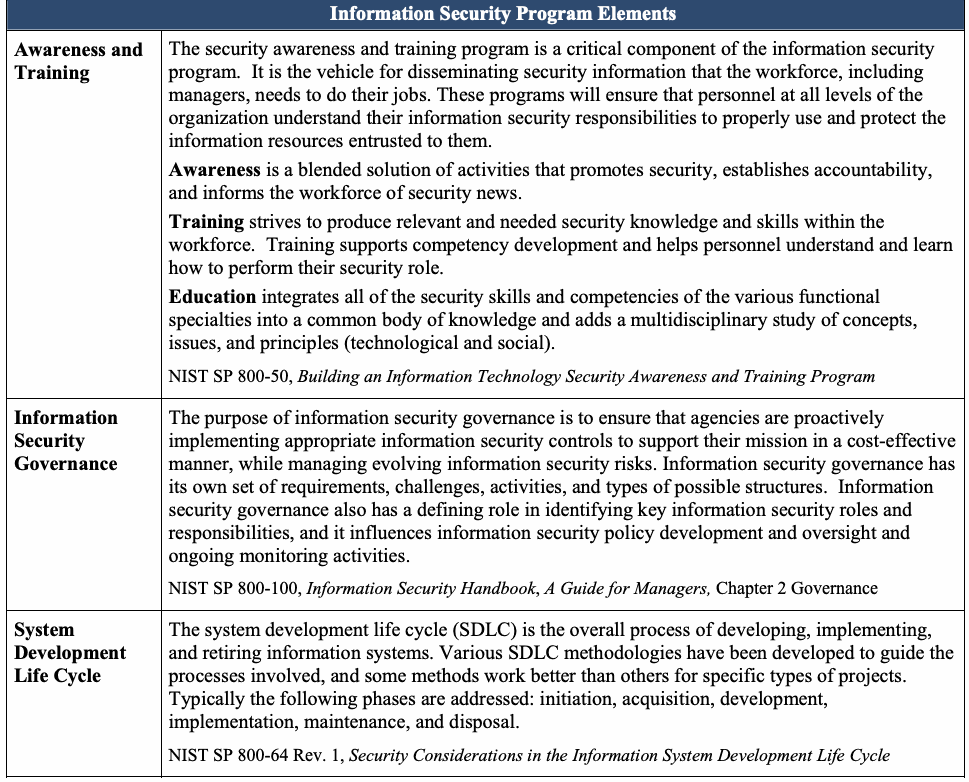 Information Security Program Elements
Awareness and
Training
The security awareness and training program is a critical component of the information security
program.  It is the vehicle for disseminating security information that the workforce, including
managers, needs to do their jobs. These programs will ensure that personnel at all levels of the
organization understand their information security responsibilities to properly use and protect the
information resources entrusted to them.
Awareness is a blended solution of activities that promotes security, establishes accountability,
and informs the workforce of security news.
Training strives to produce relevant and needed security knowledge and skills within the
workforce.  Training supports competency development and helps personnel understand and learn
how to perform their security role.
Education integrates all of the security skills and competencies of the various functional
specialties into a common body of knowledge and adds a multidisciplinary study of concepts,
issues, and principles (technological and social).
NIST SP 800-50, Building an Information Technology Security Awareness and Training Program
Information
Security
Governance
The purpose of information security governance is to ensure that agencies are proactively
implementing appropriate information security controls to support their mission in a cost-effective
manner, while managing evolving information security risks. Information security governance has
its own set of requirements, challenges, activities, and types of possible structures.  Information
security governance also has a defining role in identifying key information security roles and
responsibilities, and it influences information security policy development and oversight and
ongoing monitoring activities.
NIST SP 800-100, Information Security Handbook, A Guide for Managers, Chapter 2 Governance
System
Development
Life Cycle
The system development life cycle (SDLC) is the overall process of developing, implementing,
and retiring information systems. Various SDLC methodologies have been developed to guide the
processes involved, and some methods work better than others for specific types of projects.
Typically the following phases are addressed: initiation, acquisition, development,
implementation, maintenance, and disposal.
NIST SP 800-64 Rev. 1, Security Considerations in the Information System Development Life Cycle